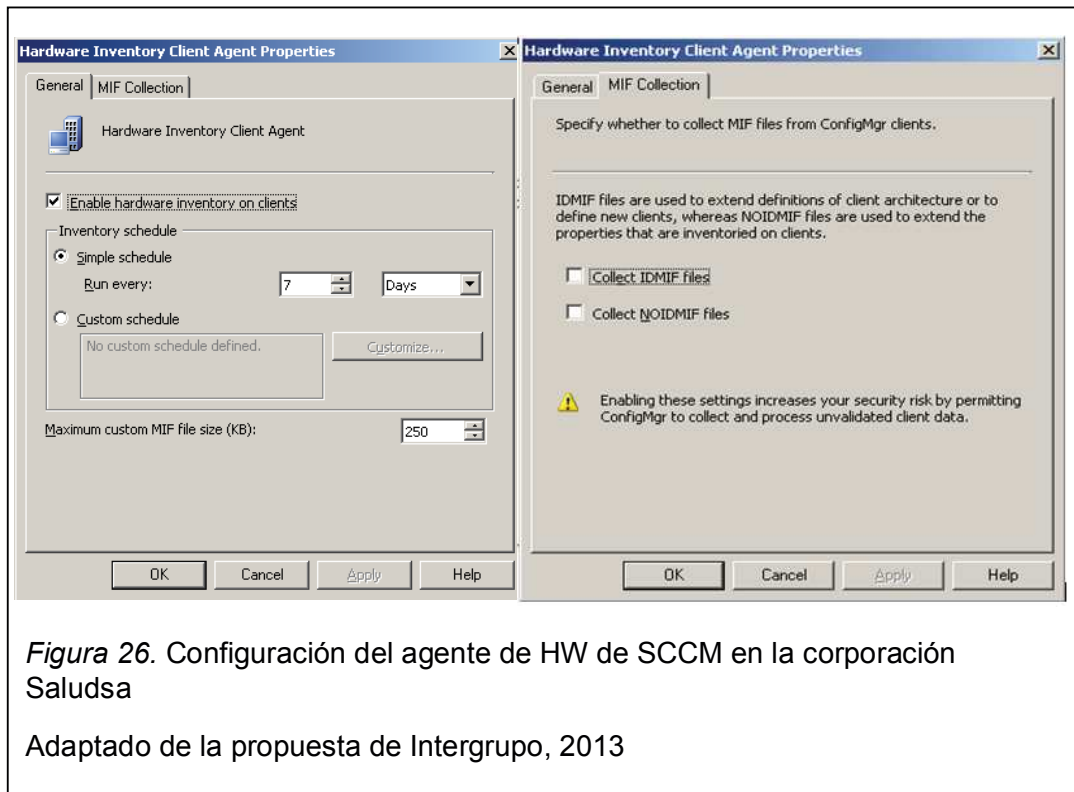 Hardware Inventory Client Agent Properties
General
MIF Collection
Hardware Inventory Client Agent
Enable hardware inventory on clients
Inventory schedule
Simple schedule
Run every:
7
Days
Custom schedule
No custom schedule defined.
Customize...
Maximum custom MIF file size (KB):
250
OK
Cancel
Apply
Help
Hardware Inventory Client Agent Properties
General
MIF Collection
Specify whether to collect MIF files from ConfigMgr clients.
IDMIF files are used to extend definitions of client architecture or to
define new clients, whereas NOIDMIF files are used to extend the
properties that are inventoried on clients.
Collect IDMIF files
Collect NOIDMIF files
Enabling these settings increases your security risk by permitting
ConfigMgr to collect and process unvalidated client data.
OK
Cancel
Apply
Help
Figura 26. Configuración del agente de HW de SCCM en la corporación
Saludsa
Adaptado de la propuesta de Intergrupo, 2013